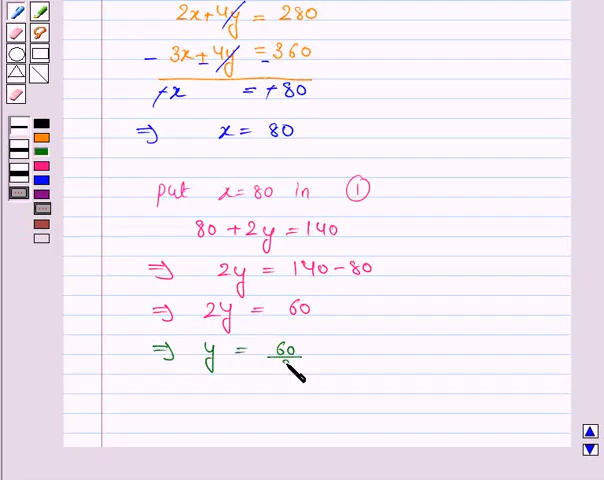 2x + 4y = 280
- 3x ± 4y = - 360
- x = - 80
⇒ x = 80
put x = 80 in ①
80 + 2y = 140
⇒ 2y = 140 - 80
⇒ 2y = 60
⇒ y = 60